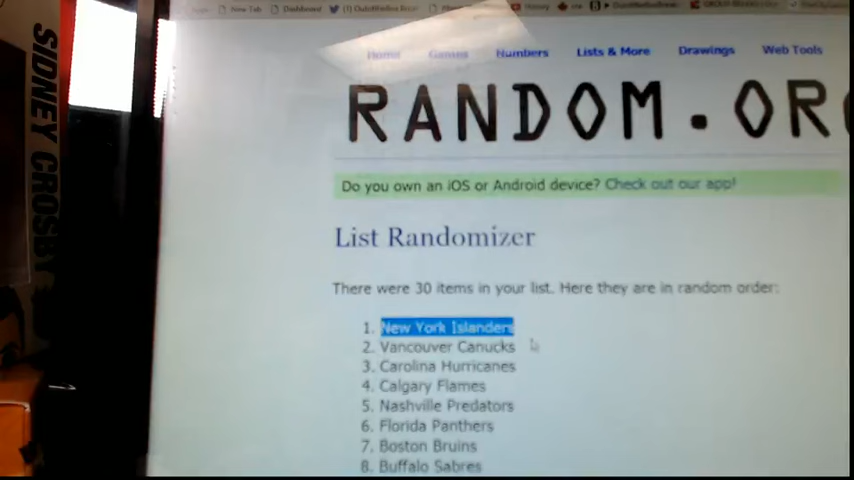 New Tab Dashboard
Home Games Numbers Lists & More Drawings Web Tools
RANDOM.OR
Do you own an iOS or Android device? Check out our app!
List Randomizer
There were 30 items in your list. Here they are in random order:
1. New York Islanders
2. Vancouver Canucks
3. Carolina Hurricanes
4. Calgary Flames
5. Nashville Predators
6. Florida Panthers
7. Boston Bruins
8. Buffalo Sabres
SIDNEY CROSBY